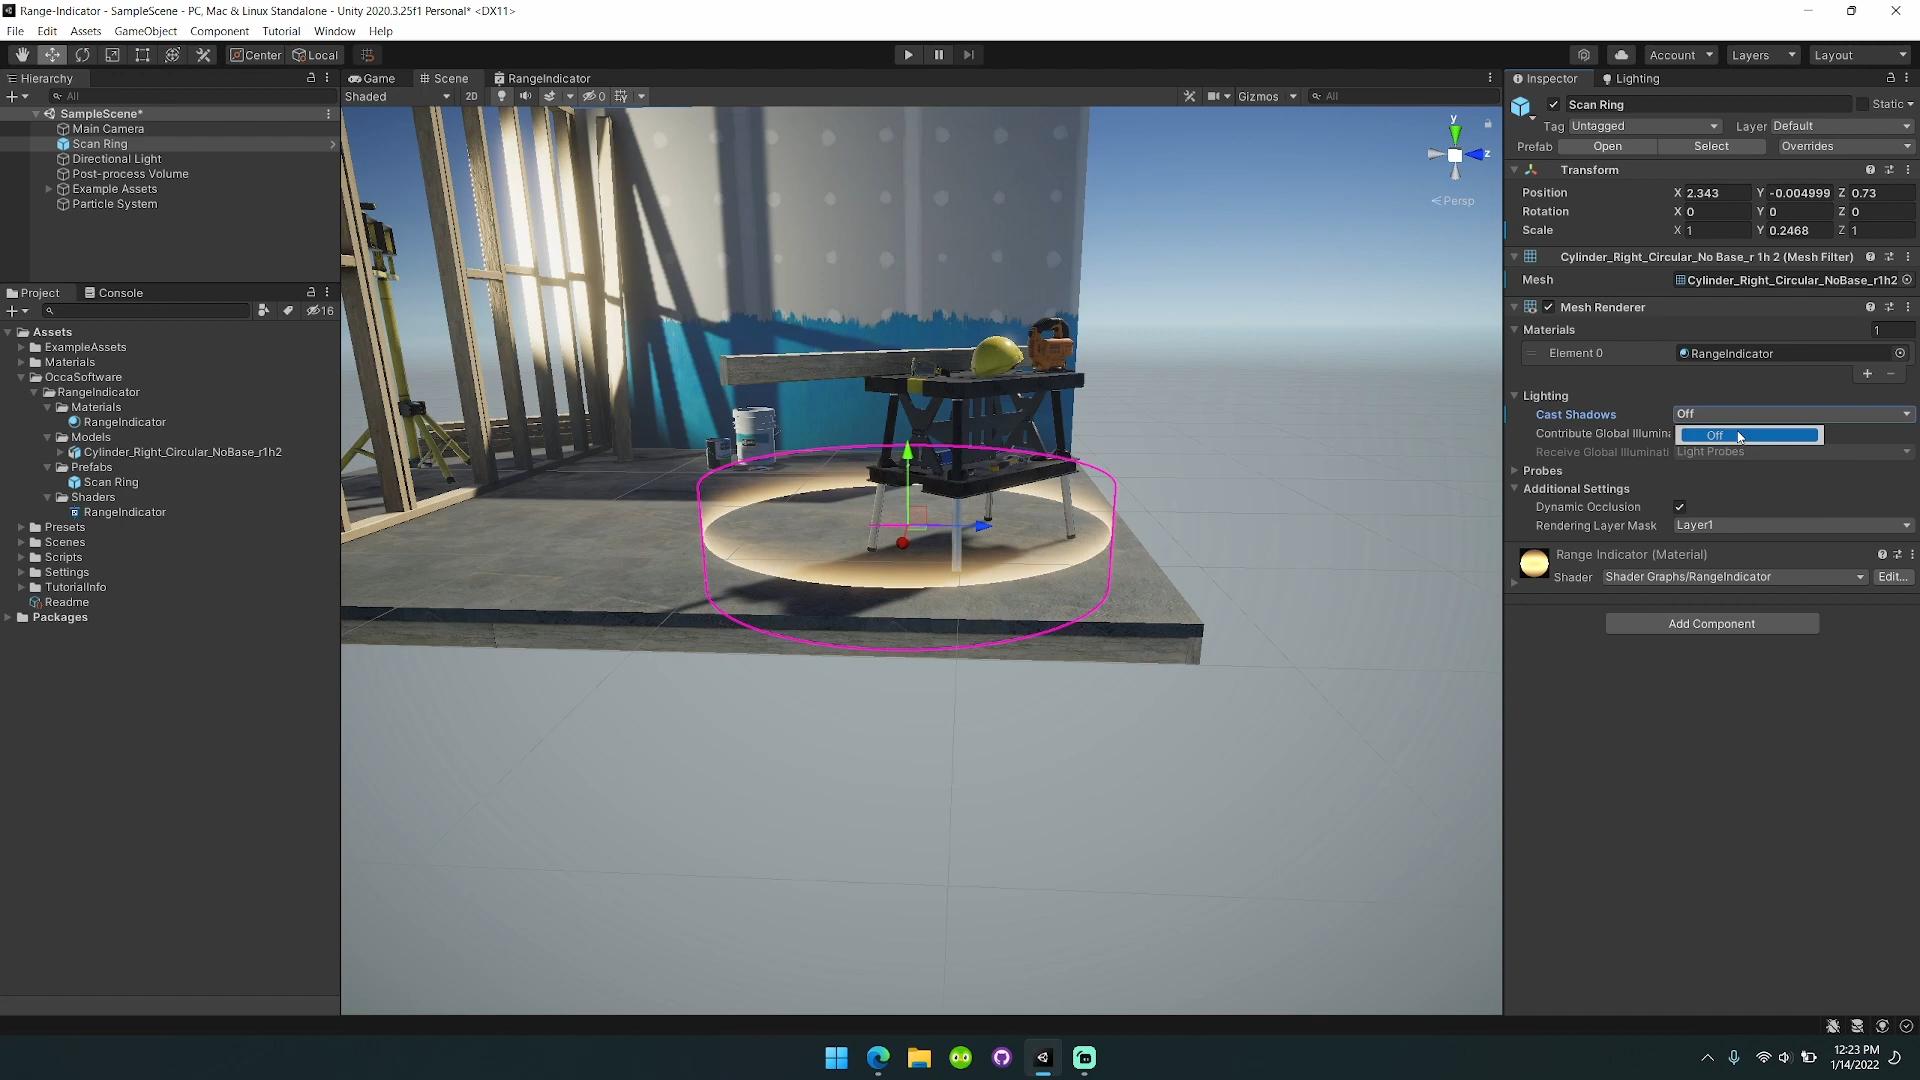 Range-Indicator - SampleScene - PC, Mac & Linux Standalone - Unity 2020.3.25f1 Personal* <DX11>
File Edit Assets GameObject Component Tutorial Window Help
Center Local Account Layers Layout
Hierarchy
All
SampleScene*
Main Camera
Scan Ring
Directional Light
Post-process Volume
Example Assets
Particle System
Project Console
16
Assets
ExampleAssets
Materials
OccaSoftware
RangeIndicator
Materials
RangeIndicator
Models
Cylinder_Right_Circular_NoBase_r1h2
Prefabs
Scan Ring
Shaders
RangeIndicator
Presets
Scenes
Scripts
Settings
TutorialInfo
Readme
Packages
Game Scene RangeIndicator
Shaded 2D 0 Gizmos All
y
z
Persp
Inspector Lighting
Scan Ring Static
Tag Untagged Layer Default
Prefab Open Select Overrides
Transform
Position X 2.343 Y -0.004999 Z 0.73
Rotation X 0 Y 0 Z 0
Scale X 1 Y 0.2468 Z 1
Cylinder_Right_Circular_No Base_r 1h 2 (Mesh Filter)
Mesh Cylinder_Right_Circular_NoBase_r1h2
Mesh Renderer
Materials 1
Element 0 RangeIndicator
Lighting
Cast Shadows Off
Contribute Global Illumina Off
Receive Global Illuminati Light Probes
Probes
Additional Settings
Dynamic Occlusion
Rendering Layer Mask Layer1
Range Indicator (Material)
Shader Shader Graphs/RangeIndicator Edit...
Add Component
12:23 PM
1/14/2022